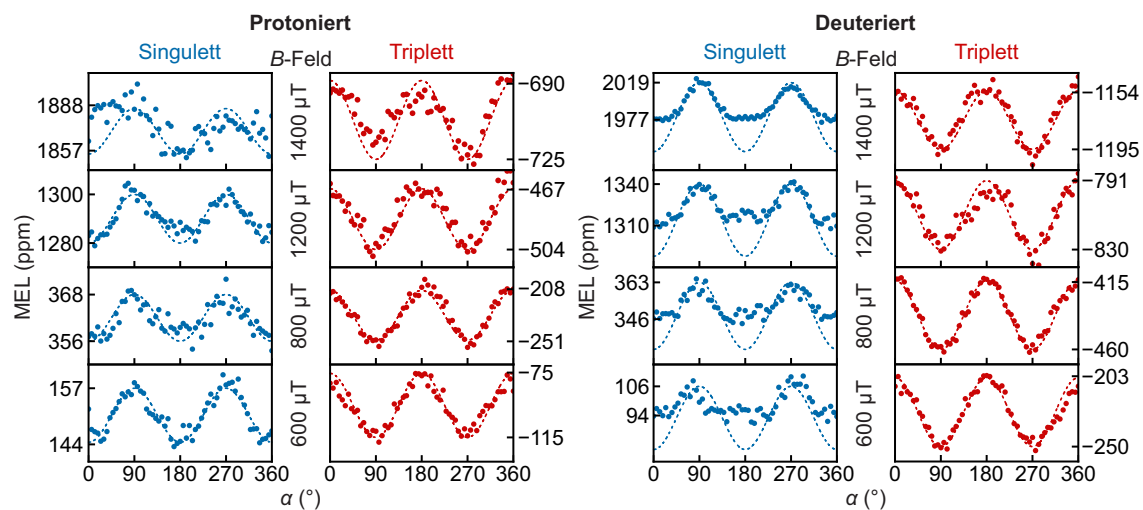 Protoniert
Deuteriert
Singulett B-Feld Triplett
Singulett B-Feld Triplett
MEL (ppm)
1888
1857
1400 µT
−690
−725
1300
1280
1200 µT
−467
−504
368
356
800 µT
−208
−251
157
144
600 µT
−75
−115
0 90 180 270 360
0 90 180 270 360
α (°)
MEL (ppm)
2019
1977
1400 µT
−1154
−1195
1340
1310
1200 µT
−791
−830
363
346
800 µT
−415
−460
106
94
600 µT
−203
−250
0 90 180 270 360
0 90 180 270 360
α (°)